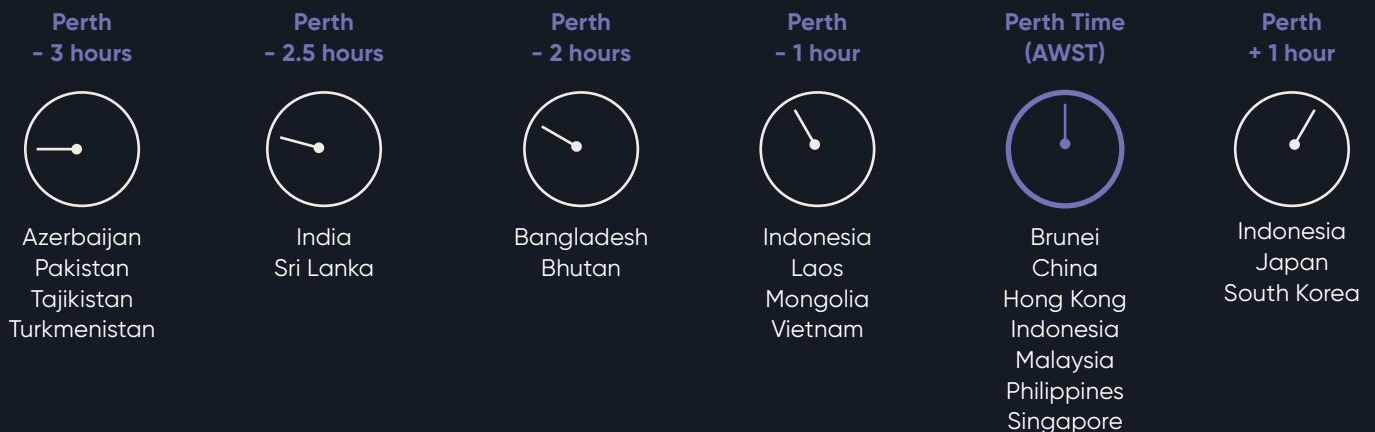 Perth
- 3 hours
Azerbaijan
Pakistan
Tajikistan
Turkmenistan
Perth
- 2.5 hours
India
Sri Lanka
Perth
- 2 hours
Bangladesh
Bhutan
Perth
- 1 hour
Indonesia
Laos
Mongolia
Vietnam
Perth Time
(AWST)
Brunei
China
Hong Kong
Indonesia
Malaysia
Philippines
Singapore
Perth
+ 1 hour
Indonesia
Japan
South Korea